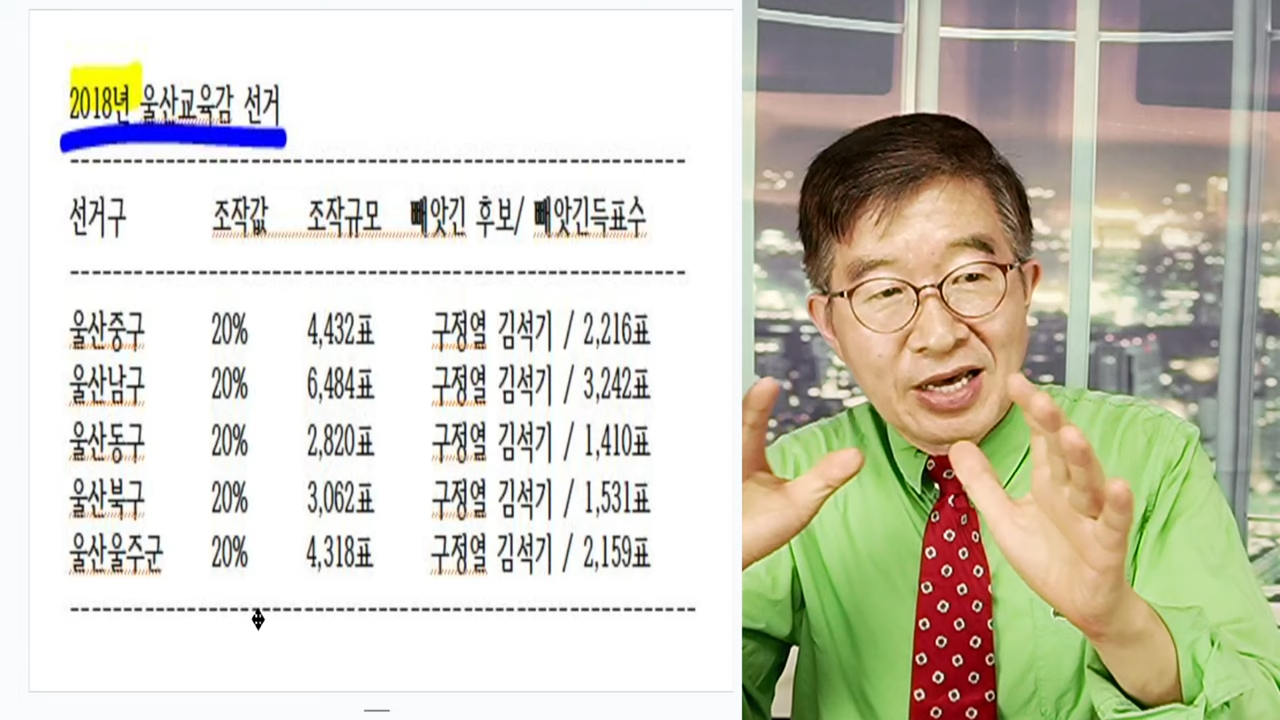 2018년 울산교육감 선거
선거구 조작값 조작규모 빼앗긴 후보/ 빼앗긴득표수
울산중구 20% 4,432표 구정열 김석기 / 2,216표
울산남구 20% 6,484표 구정열 김석기 / 3,242표
울산동구 20% 2,820표 구정열 김석기 / 1,410표
울산북구 20% 3,062표 구정열 김석기 / 1,531표
울산울주군 20% 4,318표 구정열 김석기 / 2,159표